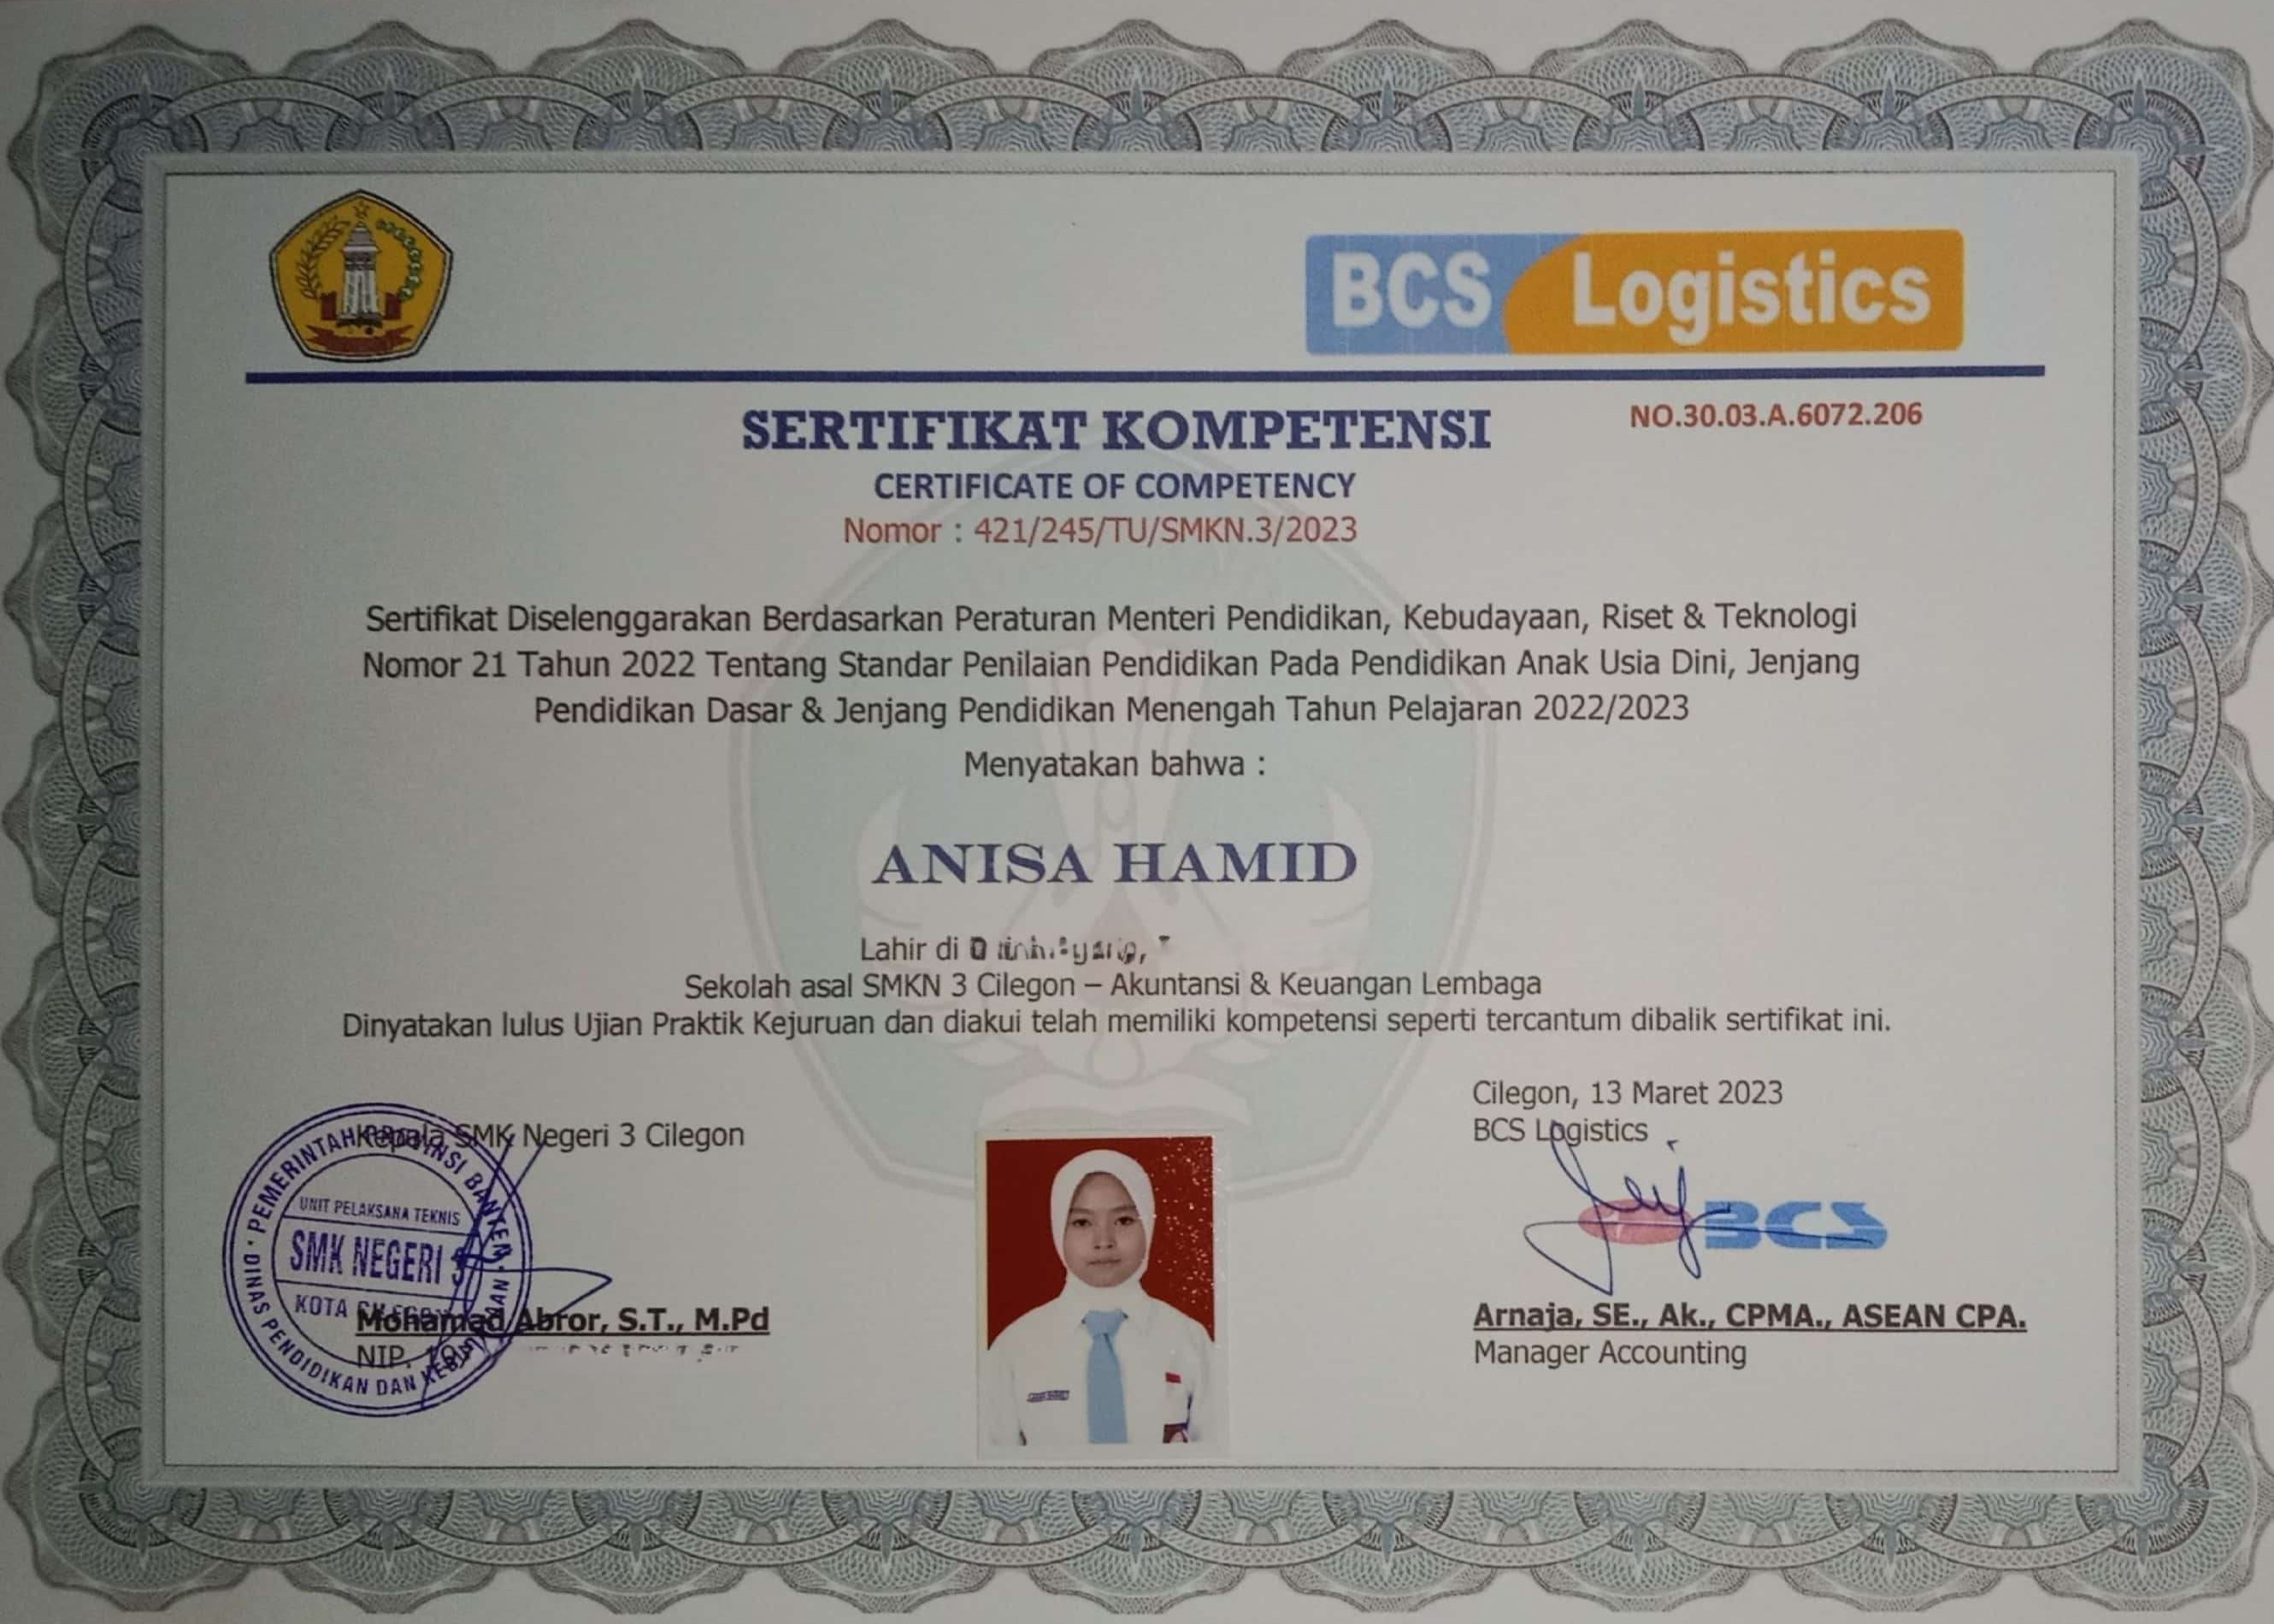 BCS Logistics
SERTIFIKAT KOMPETENSI
NO.30.03.A.6072.206
CERTIFICATE OF COMPETENCY
Nomor : 421/245/TU/SMKN.3/2023
Sertifikat Diselenggarakan Berdasarkan Peraturan Menteri Pendidikan, Kebudayaan, Riset & Teknologi
Nomor 21 Tahun 2022 Tentang Standar Penilaian Pendidikan Pada Pendidikan Anak Usia Dini, Jenjang
Pendidikan Dasar & Jenjang Pendidikan Menengah Tahun Pelajaran 2022/2023
Menyatakan bahwa :
ANISA HAMID
Lahir di
Sekolah asal SMKN 3 Cilegon – Akuntansi & Keuangan Lembaga
Dinyatakan lulus Ujian Praktik Kejuruan dan diakui telah memiliki kompetensi seperti tercantum dibalik sertifikat ini.
Kepala SMK Negeri 3 Cilegon
PEMERINTAH PROVINSI BANTEN
UNIT PELAKSANA TEKNIS
SMK NEGERI 3
KOTA CILEGON
DINAS PENDIDIKAN DAN KEBUDAYAAN
Mohamad Abror, S.T., M.Pd
NIP.
Cilegon, 13 Maret 2023
BCS Logistics
BCS
Arnaja, SE., Ak., CPMA., ASEAN CPA.
Manager Accounting